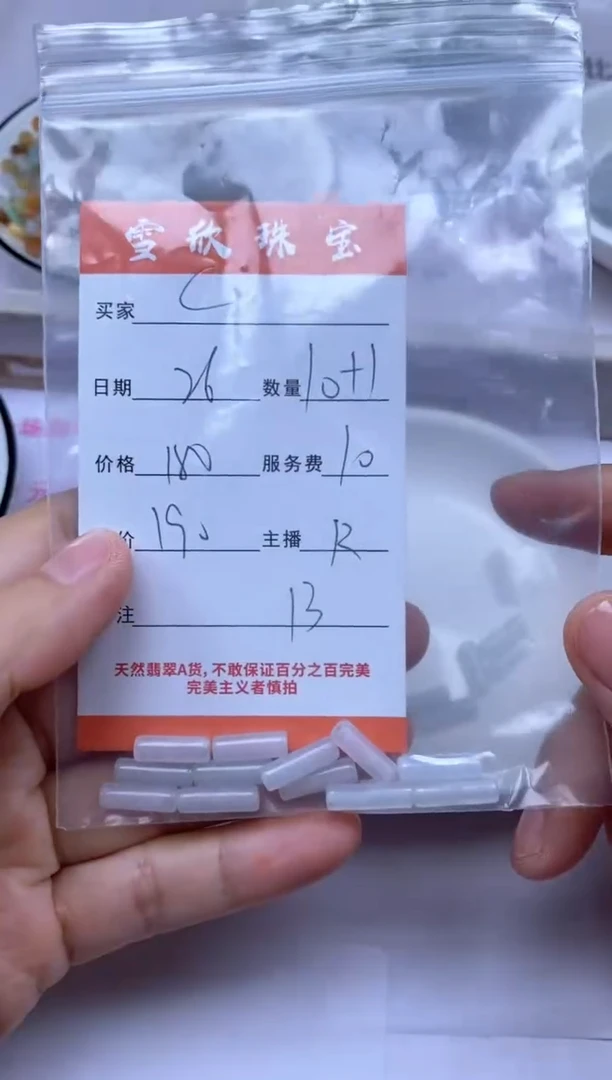 雪欣珠宝
买家 C
日期 26 数量 10+1
价格 180 服务费 10
价 190 主播 R
注 13
天然翡翠A货,不敢保证百分之百完美
完美主义者慎拍